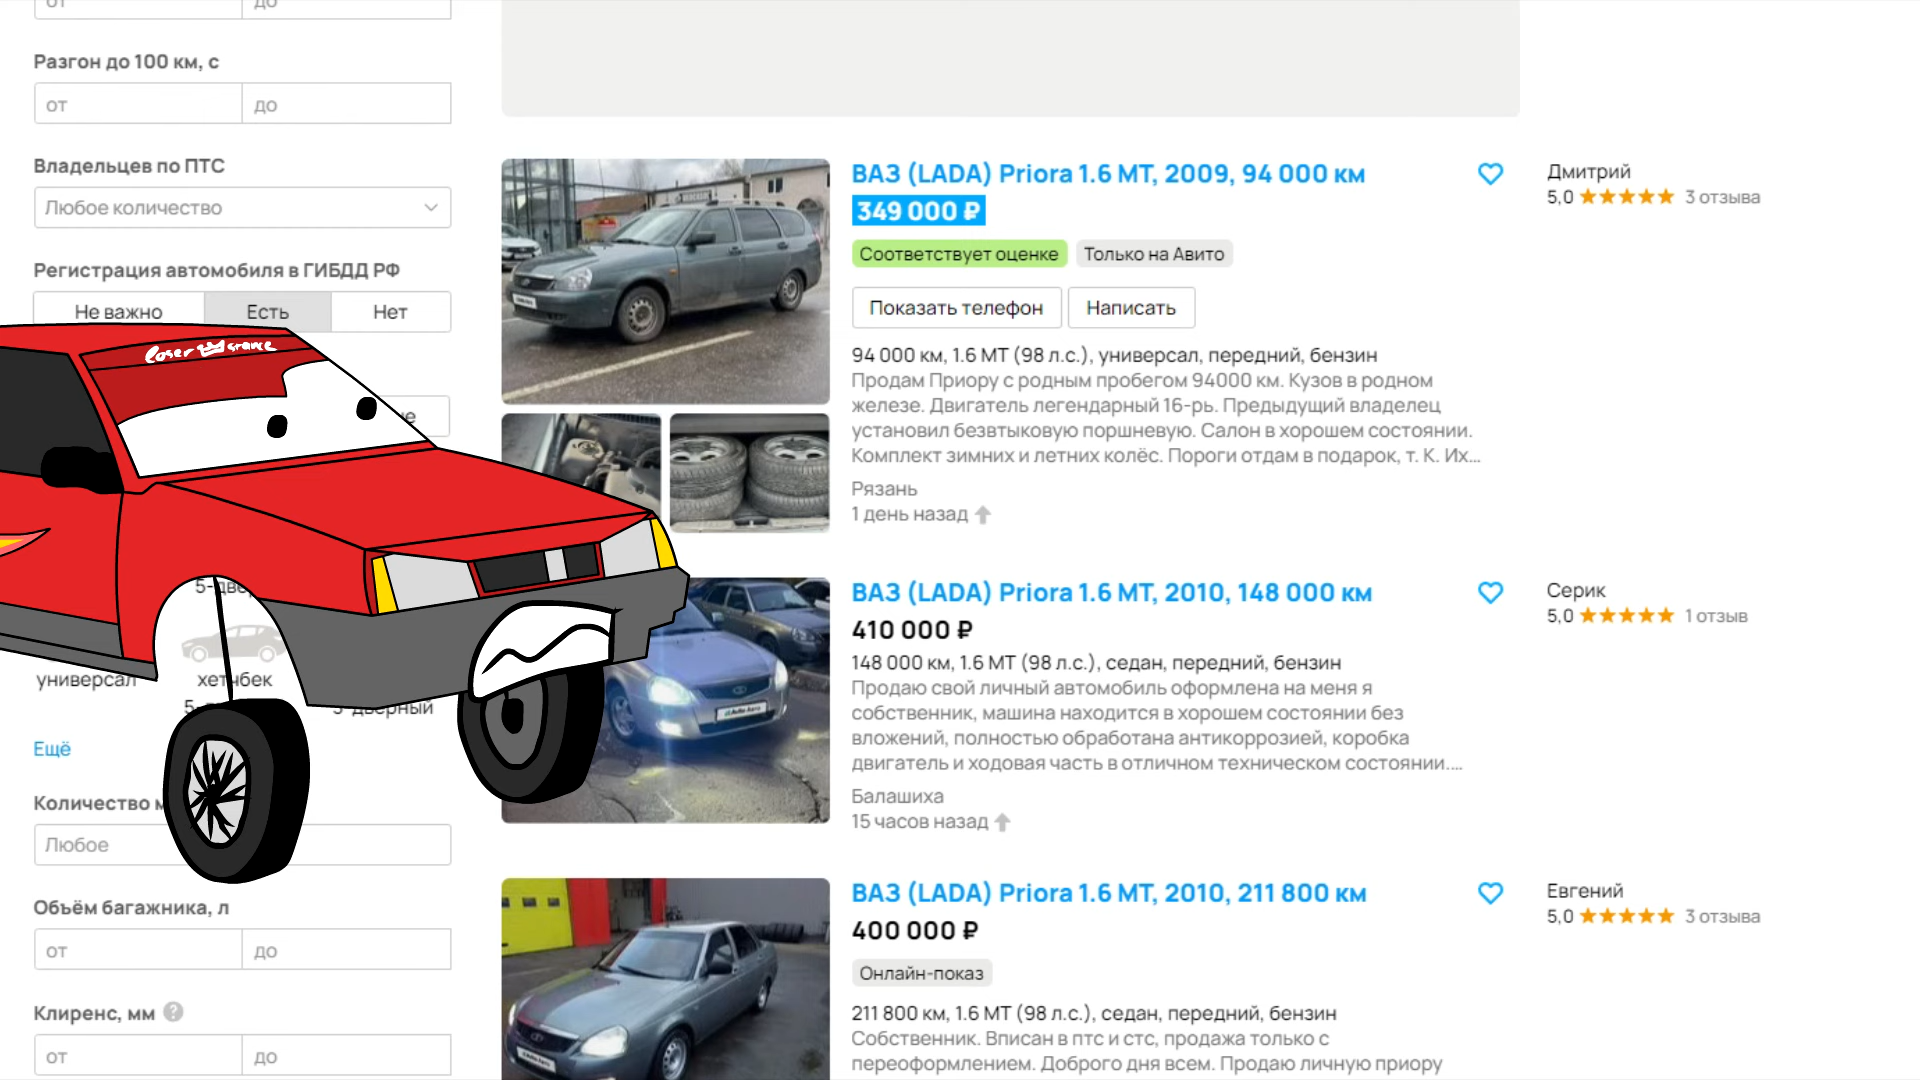 от
до
Разгон до 100 км, с
от
до
Владельцев по ПТС
Любое количество
Регистрация автомобиля в ГИБДД РФ
Не важно
Есть
Нет
универсал
хетчбек
Ещё
Количество
Любое
Объём багажника, л
от
до
Клиренс, мм
от
до
ВАЗ (LADA) Priora 1.6 MT, 2009, 94 000 км
349 000 ₽
Соответствует оценке
Только на Авито
Показать телефон
Написать
94 000 км, 1.6 MT (98 л.с.), универсал, передний, бензин
Продам Приору с родным пробегом 94000 км. Кузов в родном
железе. Двигатель легендарный 16-рь. Предыдущий владелец
установил безвтыковую поршневую. Салон в хорошем состоянии.
Комплект зимних и летних колёс. Пороги отдам в подарок, т. К. Их...
Рязань
1 день назад
Дмитрий
5,0
3 отзыва
ВАЗ (LADA) Priora 1.6 MT, 2010, 148 000 км
410 000 ₽
148 000 км, 1.6 MT (98 л.с.), седан, передний, бензин
Продаю свой личный автомобиль оформлена на меня я
собственник, машина находится в хорошем состоянии без
вложений, полностью обработана антикоррозией, коробка
двигатель и ходовая часть в отличном техническом состоянии....
Балашиха
15 часов назад
Серик
5,0
1 отзыв
ВАЗ (LADA) Priora 1.6 MT, 2010, 211 800 км
400 000 ₽
Онлайн-показ
211 800 км, 1.6 MT (98 л.с.), седан, передний, бензин
Собственник. Вписан в птс и стс, продажа только с
переоформлением. Доброго дня всем. Продаю личную приору
Евгений
5,0
3 отзыва